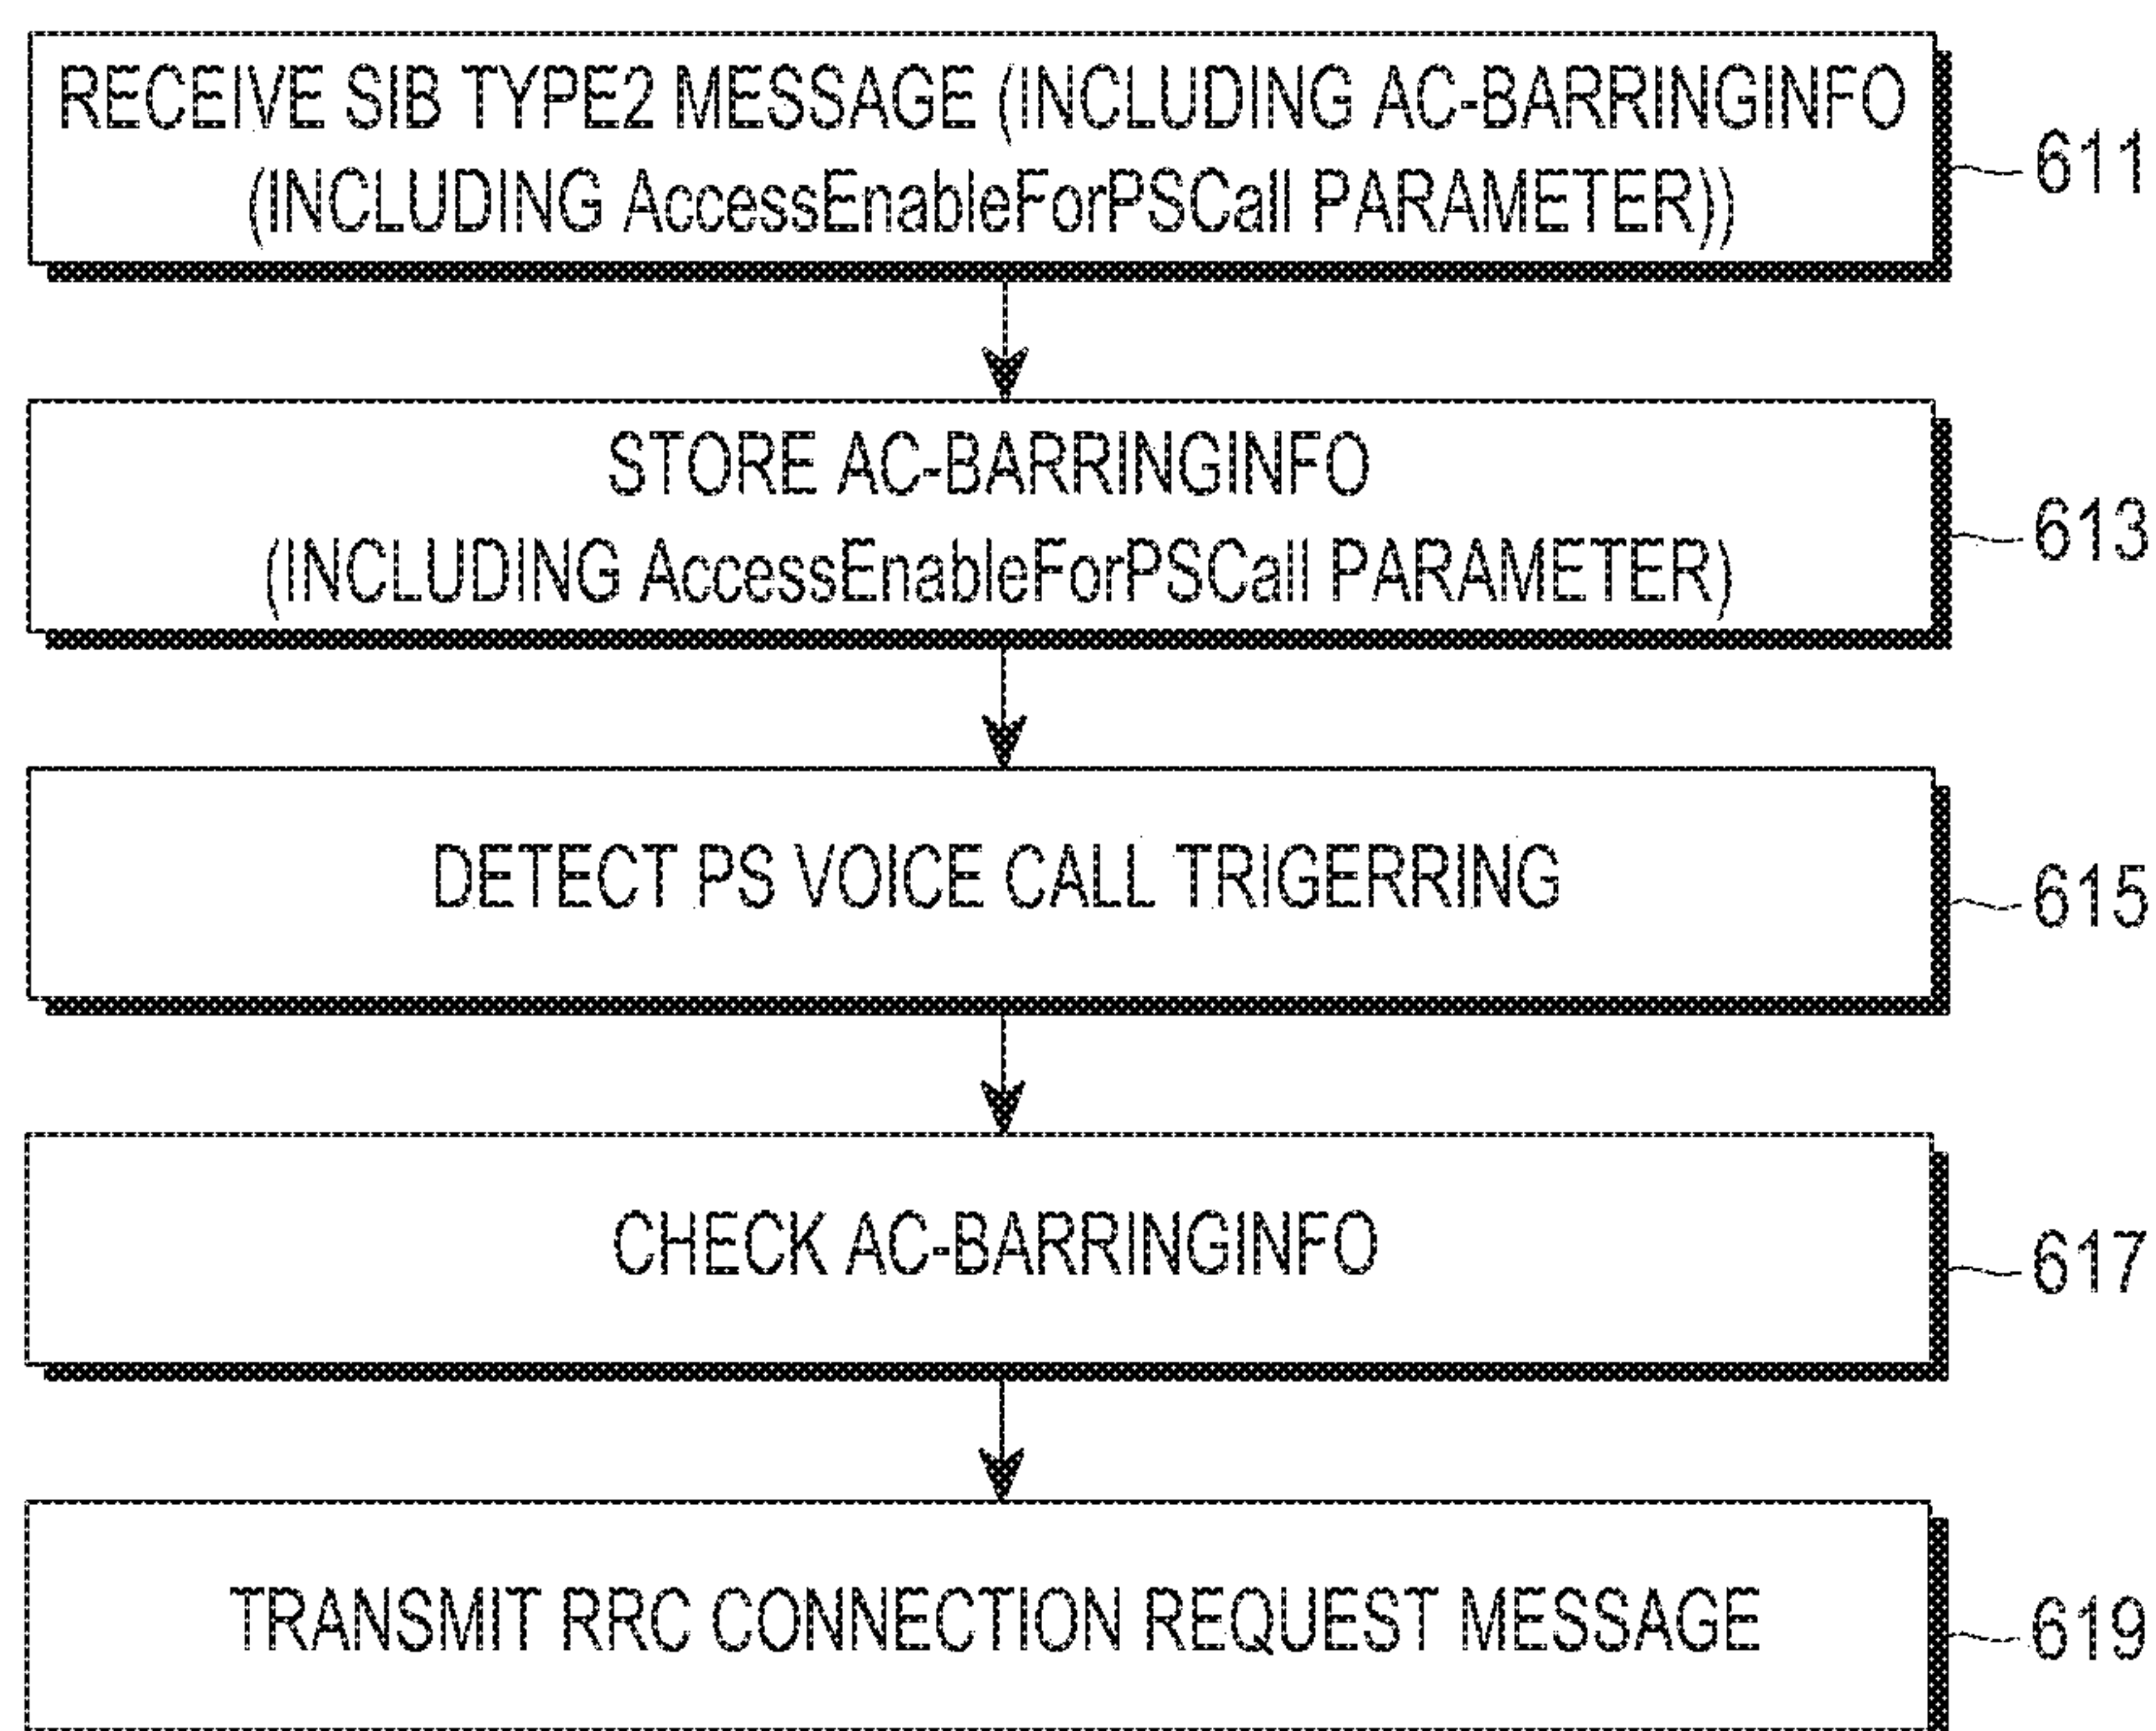 RECEIVE SIB TYPE2 MESSAGE (INCLUDING AC-BARRINGINFO
(INCLUDING AccessEnableForPSCall PARAMETER))
611
STORE AC-BARRINGINFO
(INCLUDING AccessEnableForPSCall PARAMETER)
613
DETECT PS VOICE CALL TRIGERRING
615
CHECK AC-BARRINGINFO
617
TRANSMIT RRC CONNECTION REQUEST MESSAGE
619